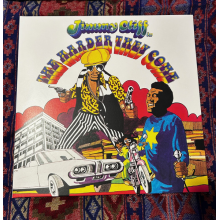 Jimmy Cliff
in
THE HARDER THEY COME